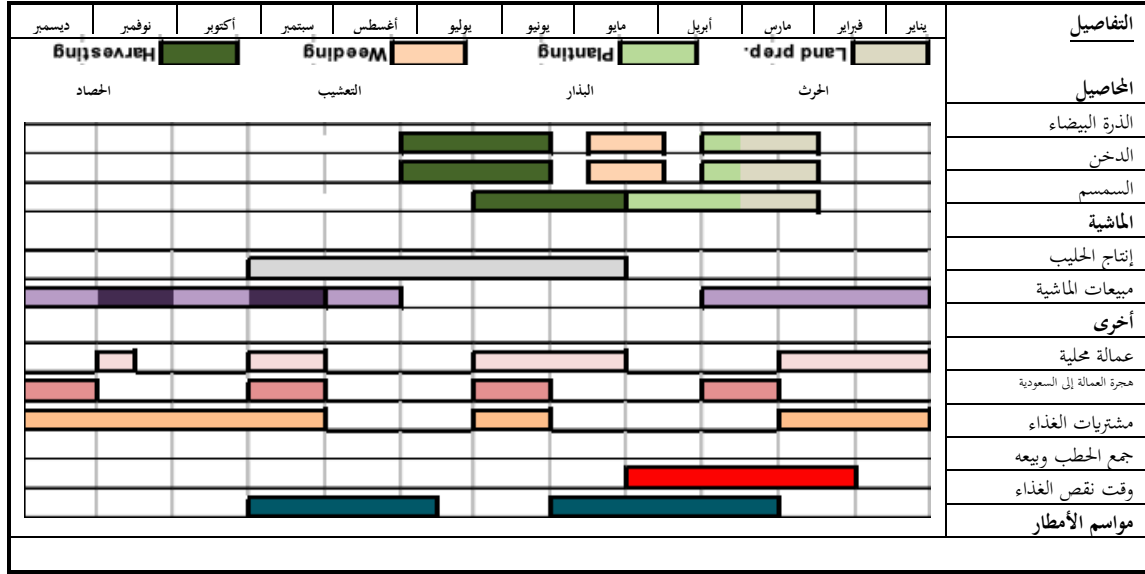 التفاصيل يناير فبراير مارس أبريل مايو يونيو يوليو أغسطس سبتمبر أكتوبر نوفمبر ديسمبر
Land prep. Planting Weeding Harvesting
المحاصيل الحرث البذار التعشيب الحصاد
الذرة البيضاء
الدخن
السمسم
الماشية
إنتاج الحليب
مبيعات الماشية
أخرى
عمالة محلية
هجرة العمالة إلى السعودية
مشتريات الغذاء
جمع الحطب وبيعه
وقت نقص الغذاء
مواسم الأمطار